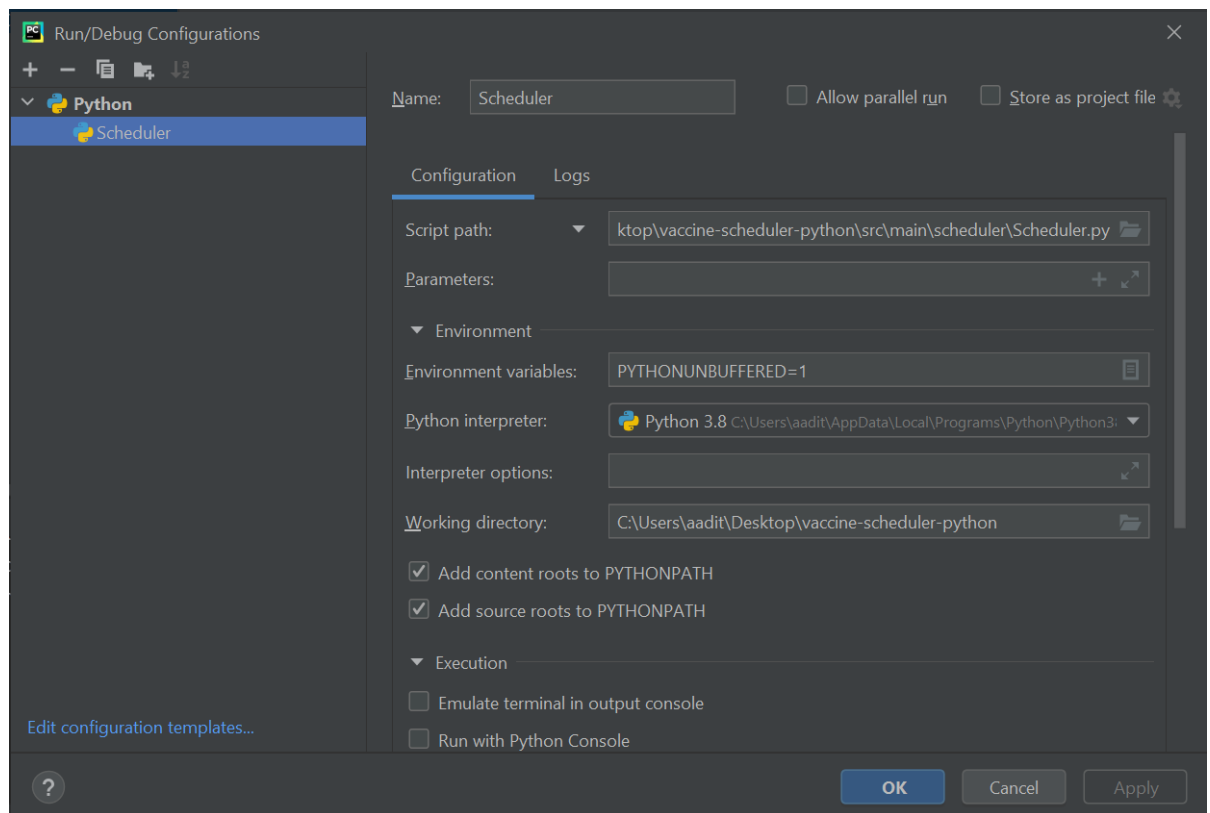 PC Run/Debug Configurations
Python
Scheduler
Name: Scheduler Allow parallel run Store as project file
Configuration Logs
Script path: ktop\vaccine-scheduler-python\src\main\scheduler\Scheduler.py
Parameters:
Environment
Environment variables: PYTHONUNBUFFERED=1
Python interpreter: Python 3.8 C:\Users\aadit\AppData\Local\Programs\Python\Python3
Interpreter options:
Working directory: C:\Users\aadit\Desktop\vaccine-scheduler-python
Add content roots to PYTHONPATH
Add source roots to PYTHONPATH
Execution
Emulate terminal in output console
Run with Python Console
Edit configuration templates...
? OK Cancel Apply